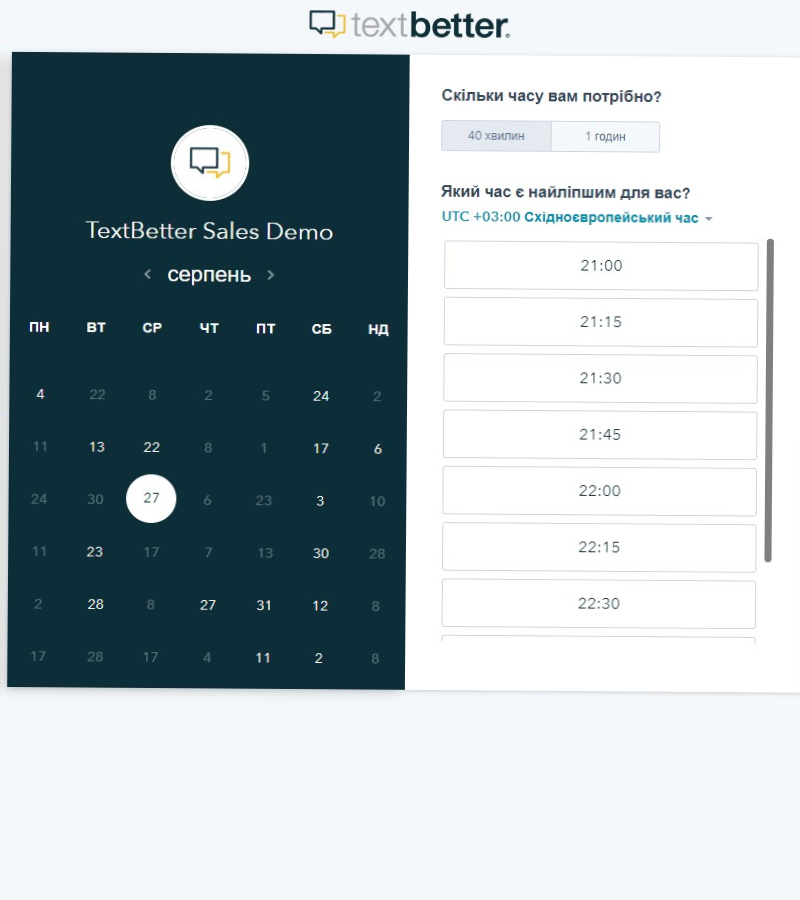 textbetter.
TextBetter Sales Demo
серпень
ПН ВТ СР ЧТ ПТ СБ НД
4 22 8 2 5 24 2
11 13 22 8 1 17 6
24 30 27 6 23 3 10
11 23 17 7 13 30 28
2 28 8 27 31 12 8
17 28 17 4 11 2 8
Скільки часу вам потрібно?
40 хвилин 1 годин
Який час є найліпшим для вас?
UTC +03:00 Східноєвропейський час
21:00
21:15
21:30
21:45
22:00
22:15
22:30